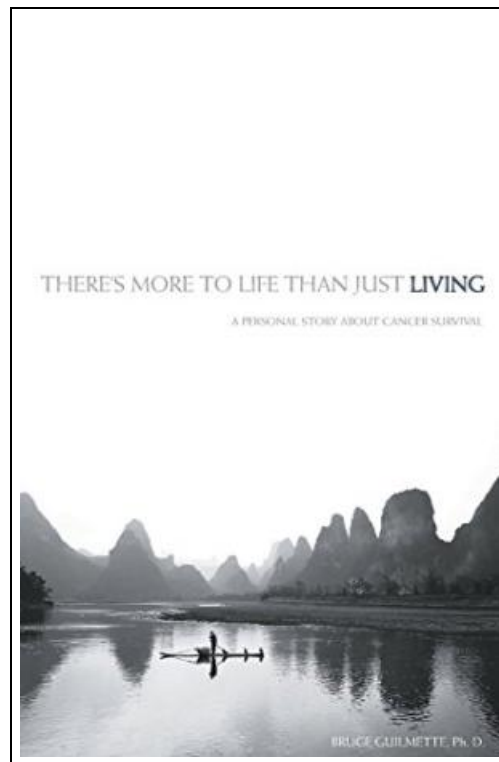 THERE'S MORE TO LIFE THAN JUST LIVING
A PERSONAL STORY ABOUT CANCER SURVIVAL
BRUCE GUILMETTE, Ph. D.